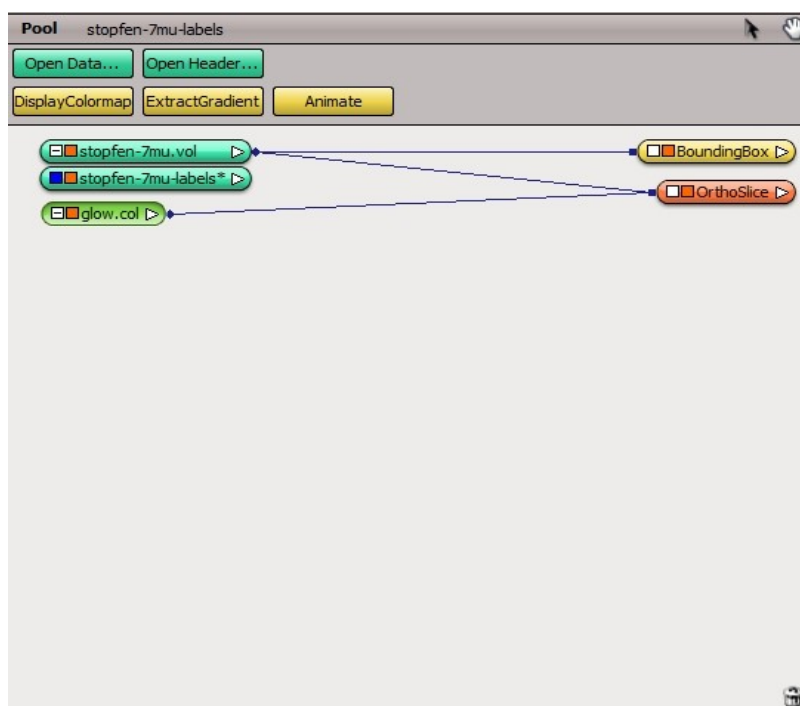 Pool stopfen-7mu-labels
Open Data... Open Header...
DisplayColormap ExtractGradient Animate
stopfen-7mu.vol BoundingBox
stopfen-7mu-labels* OrthoSlice
glow.col